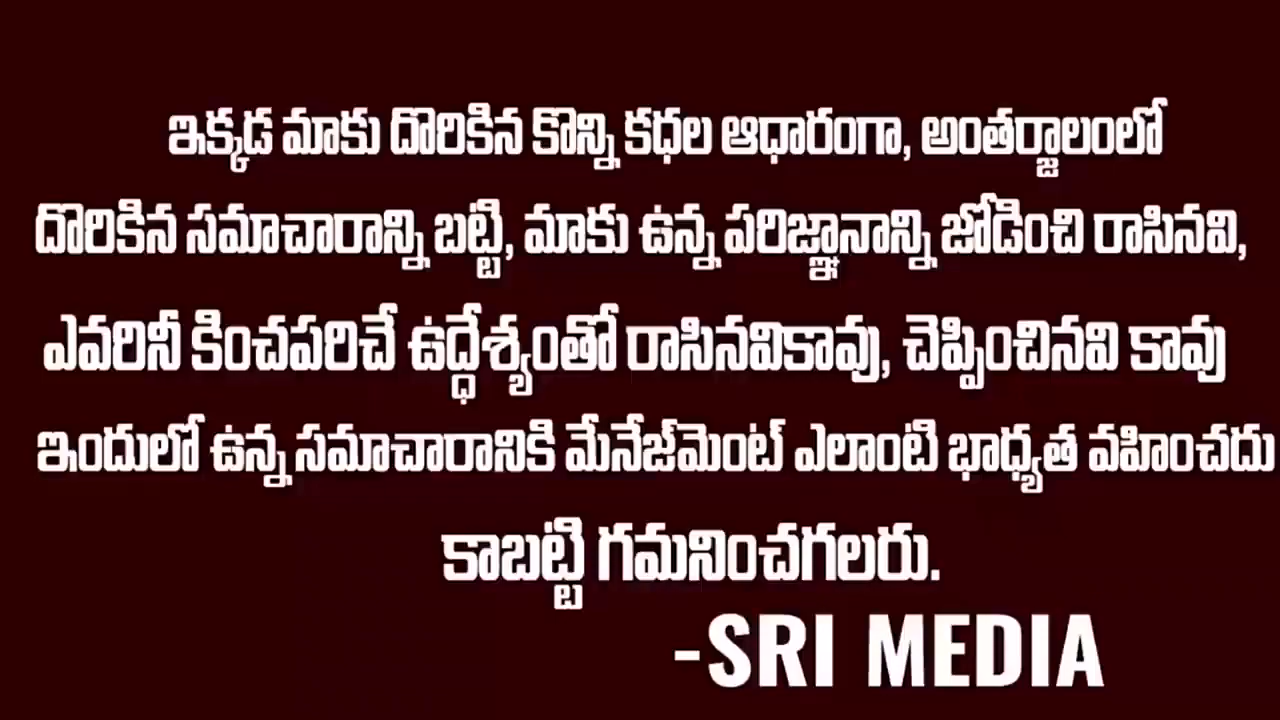 ఇక్కడ మాకు దొరికిన కొన్ని కధల ఆధారంగా, అంతర్జాలంలో
దొరికిన సమాచారాన్ని బట్టి, మాకు ఉన్న పరిజ్ఞానాన్ని జోడించి రాసినవి,
ఎవరినీ కించపరిచే ఉద్ధేశ్యంతో రాసినవికావు, చెప్పించినవి కావు
ఇందులో ఉన్న సమాచారానికి మేనేజ్‌మెంట్ ఎలాంటి భాధ్యత వహించదు
కాబట్టి గమనించగలరు.
-SRI MEDIA